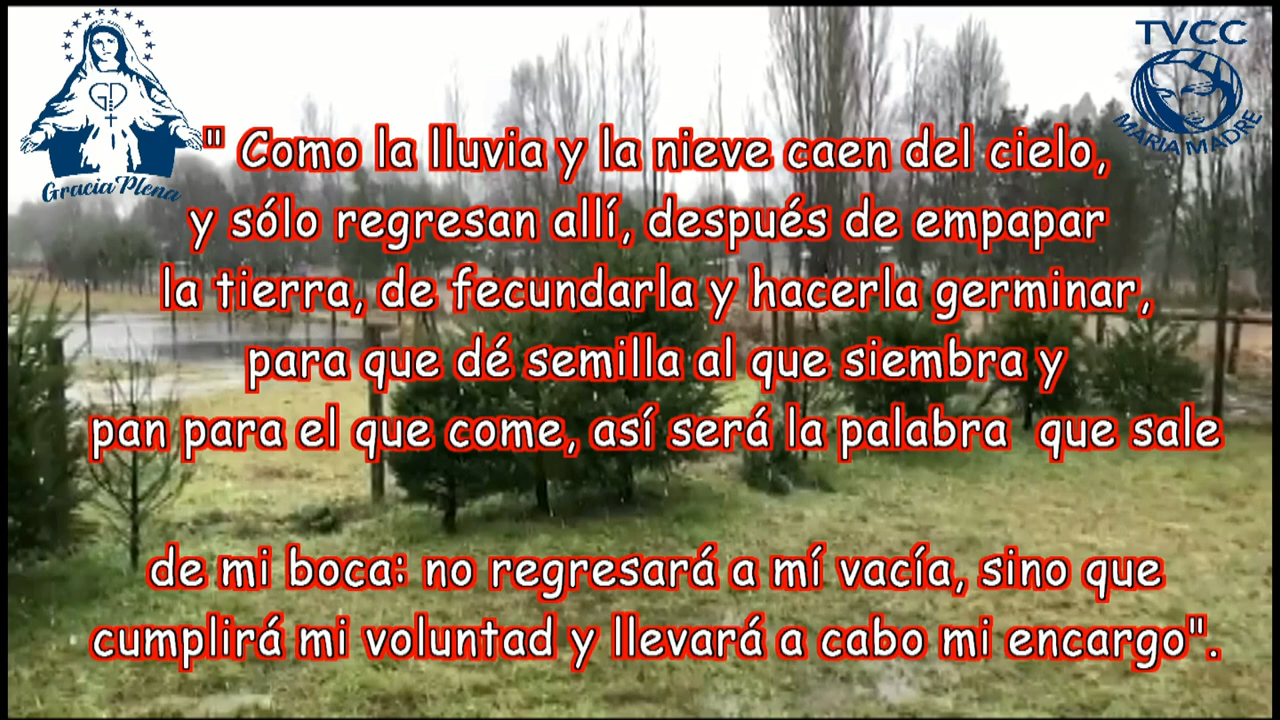 TVCC
MARIA MADRE
GP
Gracia Plena
" Como la lluvia y la nieve caen del cielo,
y sólo regresan allí, después de empapar
la tierra, de fecundarla y hacerla germinar,
para que dé semilla al que siembra y
pan para el que come, así será la palabra  que sale
de mi boca: no regresará a mí vacía, sino que
cumplirá mi voluntad y llevará a cabo mi encargo".